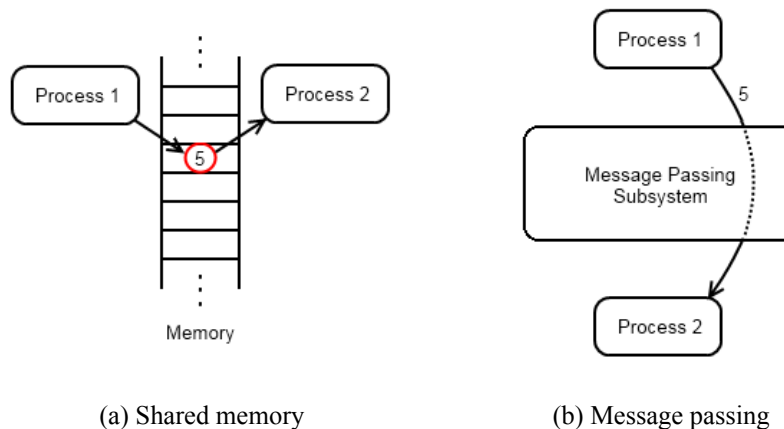 Process 1
Process 2
5
Memory
(a) Shared memory
Process 1
5
Message Passing
Subsystem
Process 2
(b) Message passing